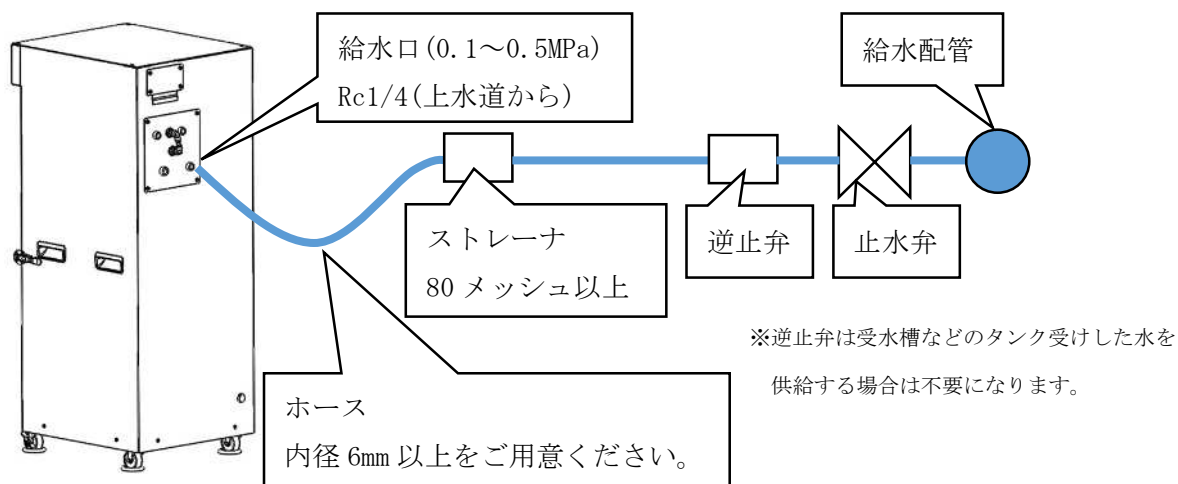 給水口(0.1～0.5MPa)
Rc1/4(上水道から)
給水配管
ストレーナ
80 メッシュ以上
逆止弁
止水弁
※逆止弁は受水槽などのタンク受けした水を
供給する場合は不要になります。
ホース
内径 6mm 以上をご用意ください。